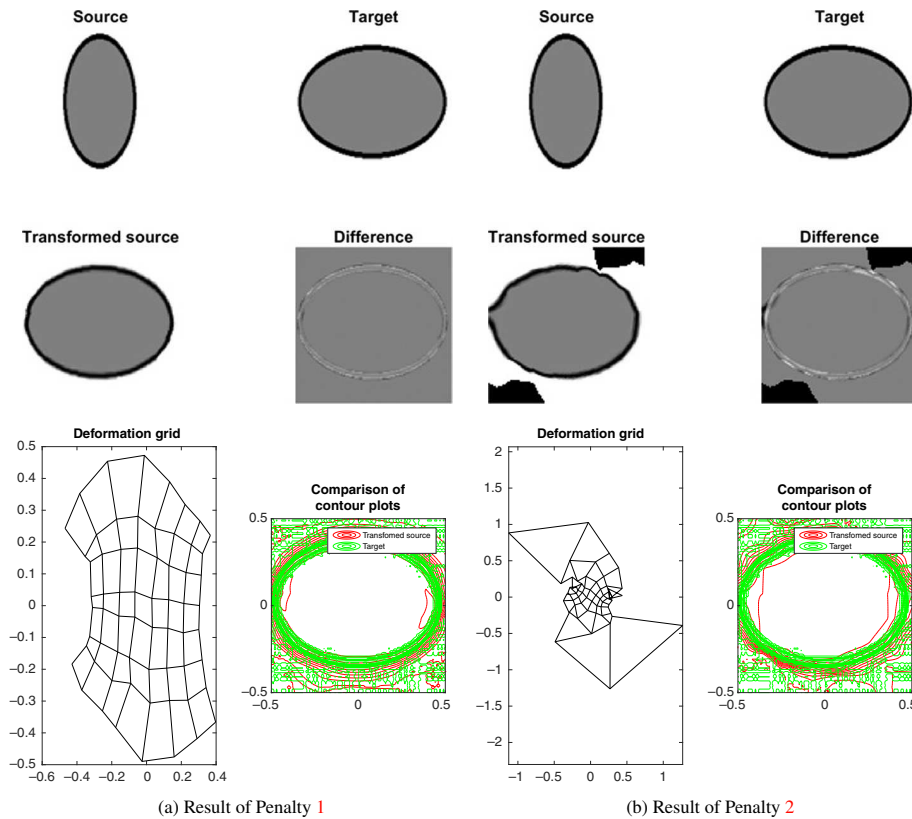 Source Target Source Target
Transformed source Difference Transformed source Difference
Deformation grid Deformation grid
0.5
0.4
0.3
0.2
0.1
0
−0.1
−0.2
−0.3
−0.4
−0.5
−0.6 −0.4 −0.2 0 0.2 0.4
Comparison of
contour plots
0.5
0
−0.5
−0.5 0 0.5
Transfomed source
Target
2
1.5
1
0.5
0
−0.5
−1
−1.5
−2
−1 −0.5 0 0.5 1
Comparison of
contour plots
0.5
0
−0.5
−0.5 0 0.5
Transfomed source
Target
(a) Result of Penalty 1 (b) Result of Penalty 2